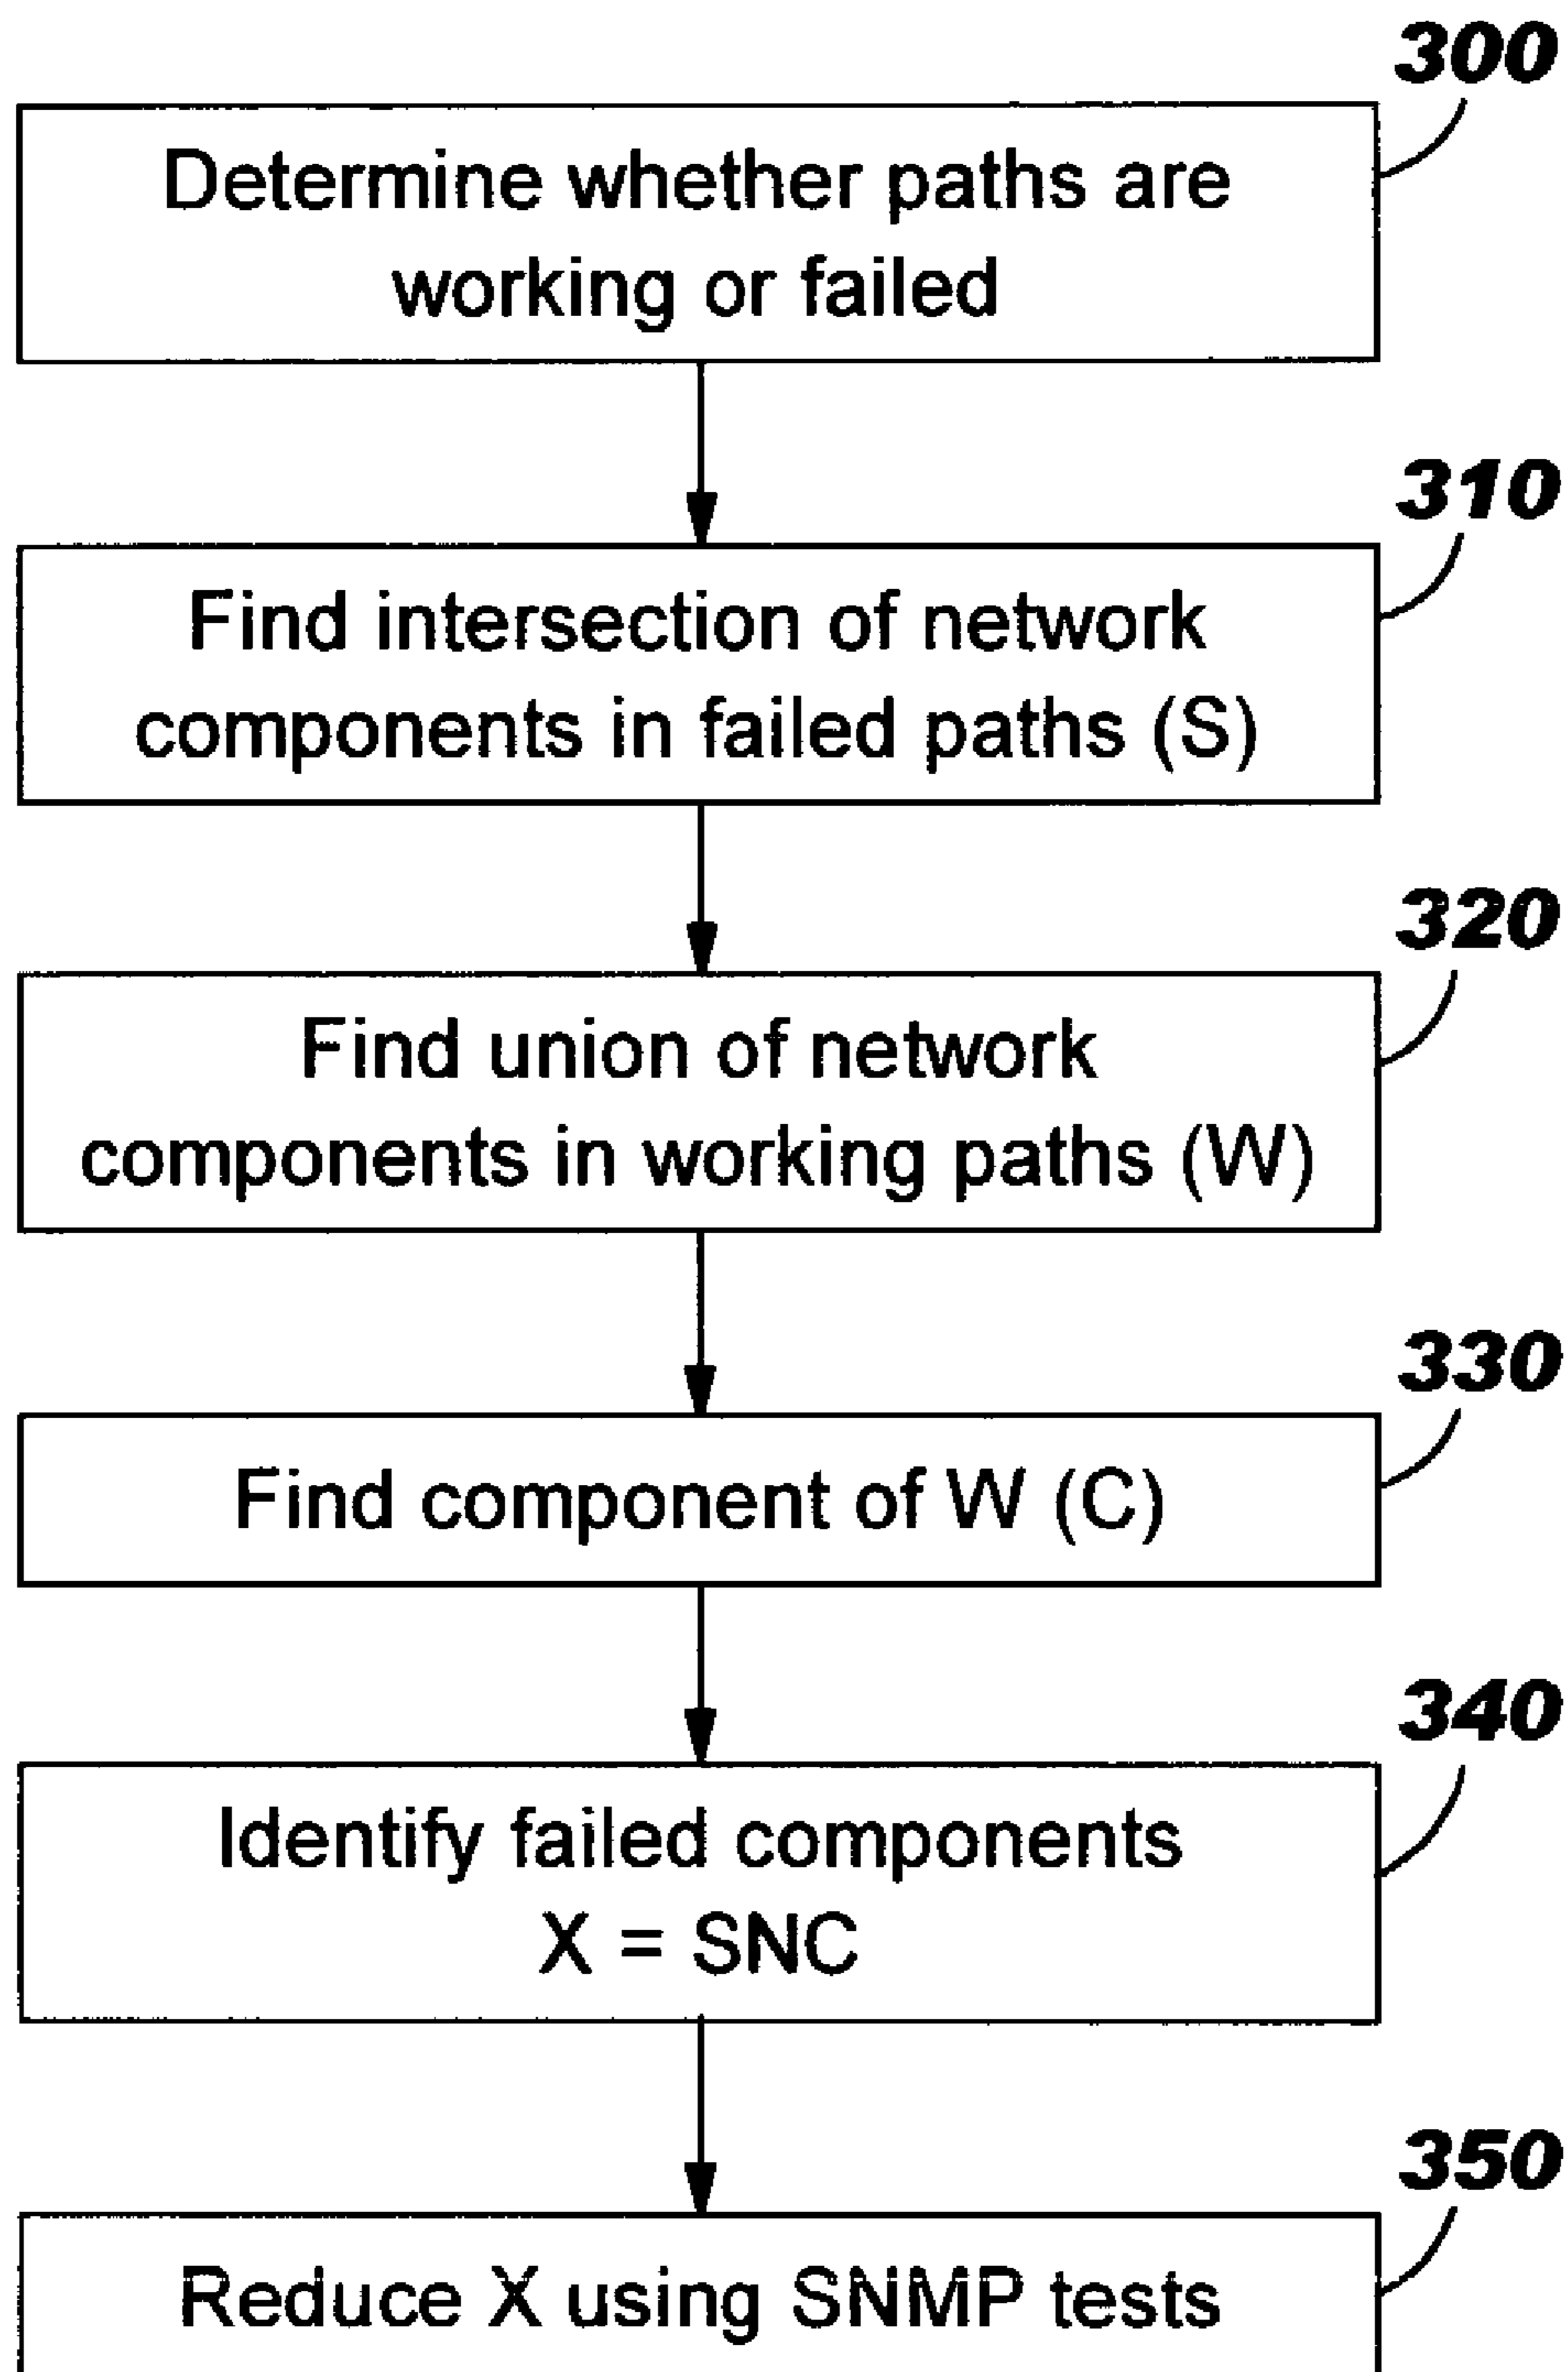 300
Determine whether paths are
working or failed
310
Find intersection of network
components in failed paths (S)
320
Find union of network
components in working paths (W)
330
Find component of W (C)
340
Identify failed components
X = SNC
350
Reduce X using SNMP tests